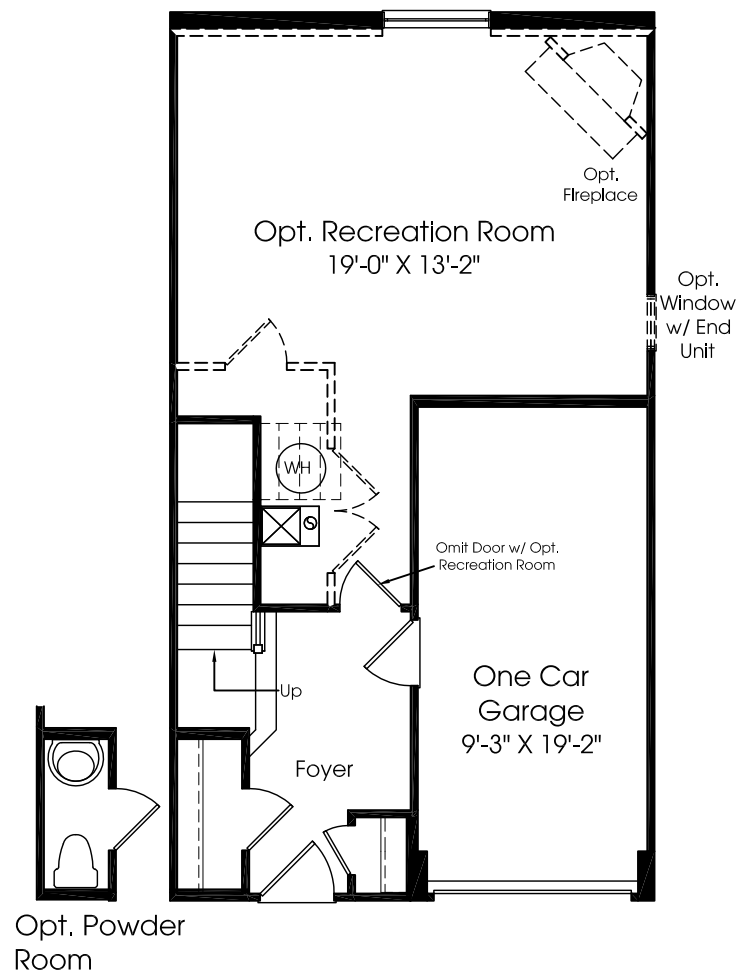 Opt.
Fireplace
Opt. Recreation Room
19'-0" X 13'-2"
Opt.
Window
w/ End
Unit
WH
Omit Door w/ Opt.
Recreation Room
One Car
Garage
9'-3" X 19'-2"
Up
Foyer
Opt. Powder
Room